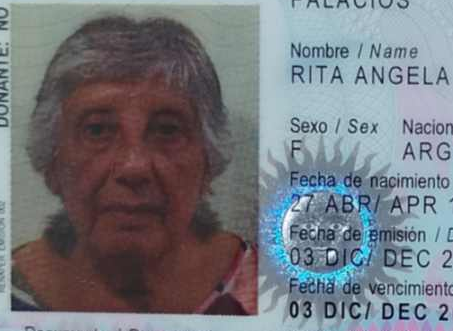 DONANTE: NO
PALACIOS
Nombre / Name
RITA ANGELA
Sexo / Sex Nacion
F ARG
Fecha de nacimiento
27 ABR/ APR 1
Fecha de emisión / D
03 DIC/ DEC 2
Fecha de vencimiento
03 DIC/ DEC 2